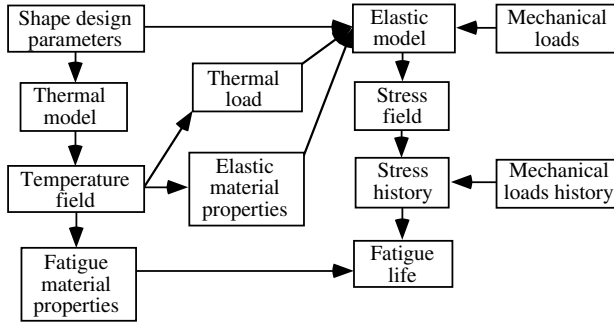 Shape design
parameters
Elastic
model
Mechanical
loads
Thermal
model
Thermal
load
Stress
field
Temperature
field
Elastic
material
properties
Stress
history
Mechanical
loads history
Fatigue
material
properties
Fatigue
life